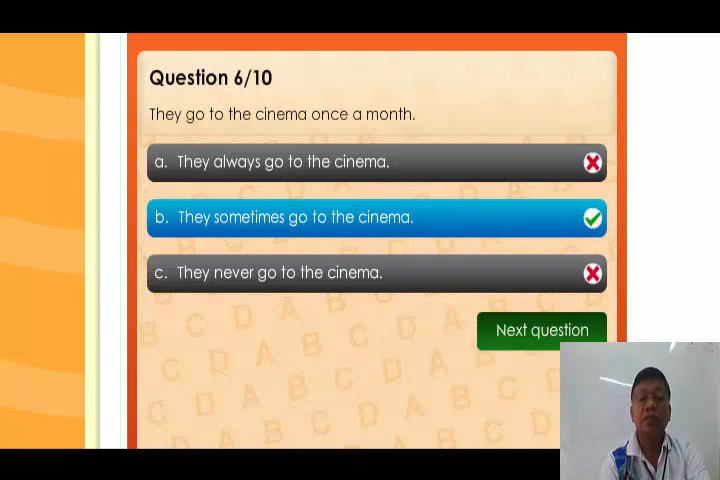 Question 6/10
They go to the cinema once a month.
a. They always go to the cinema.
b. They sometimes go to the cinema.
c. They never go to the cinema.
Next question